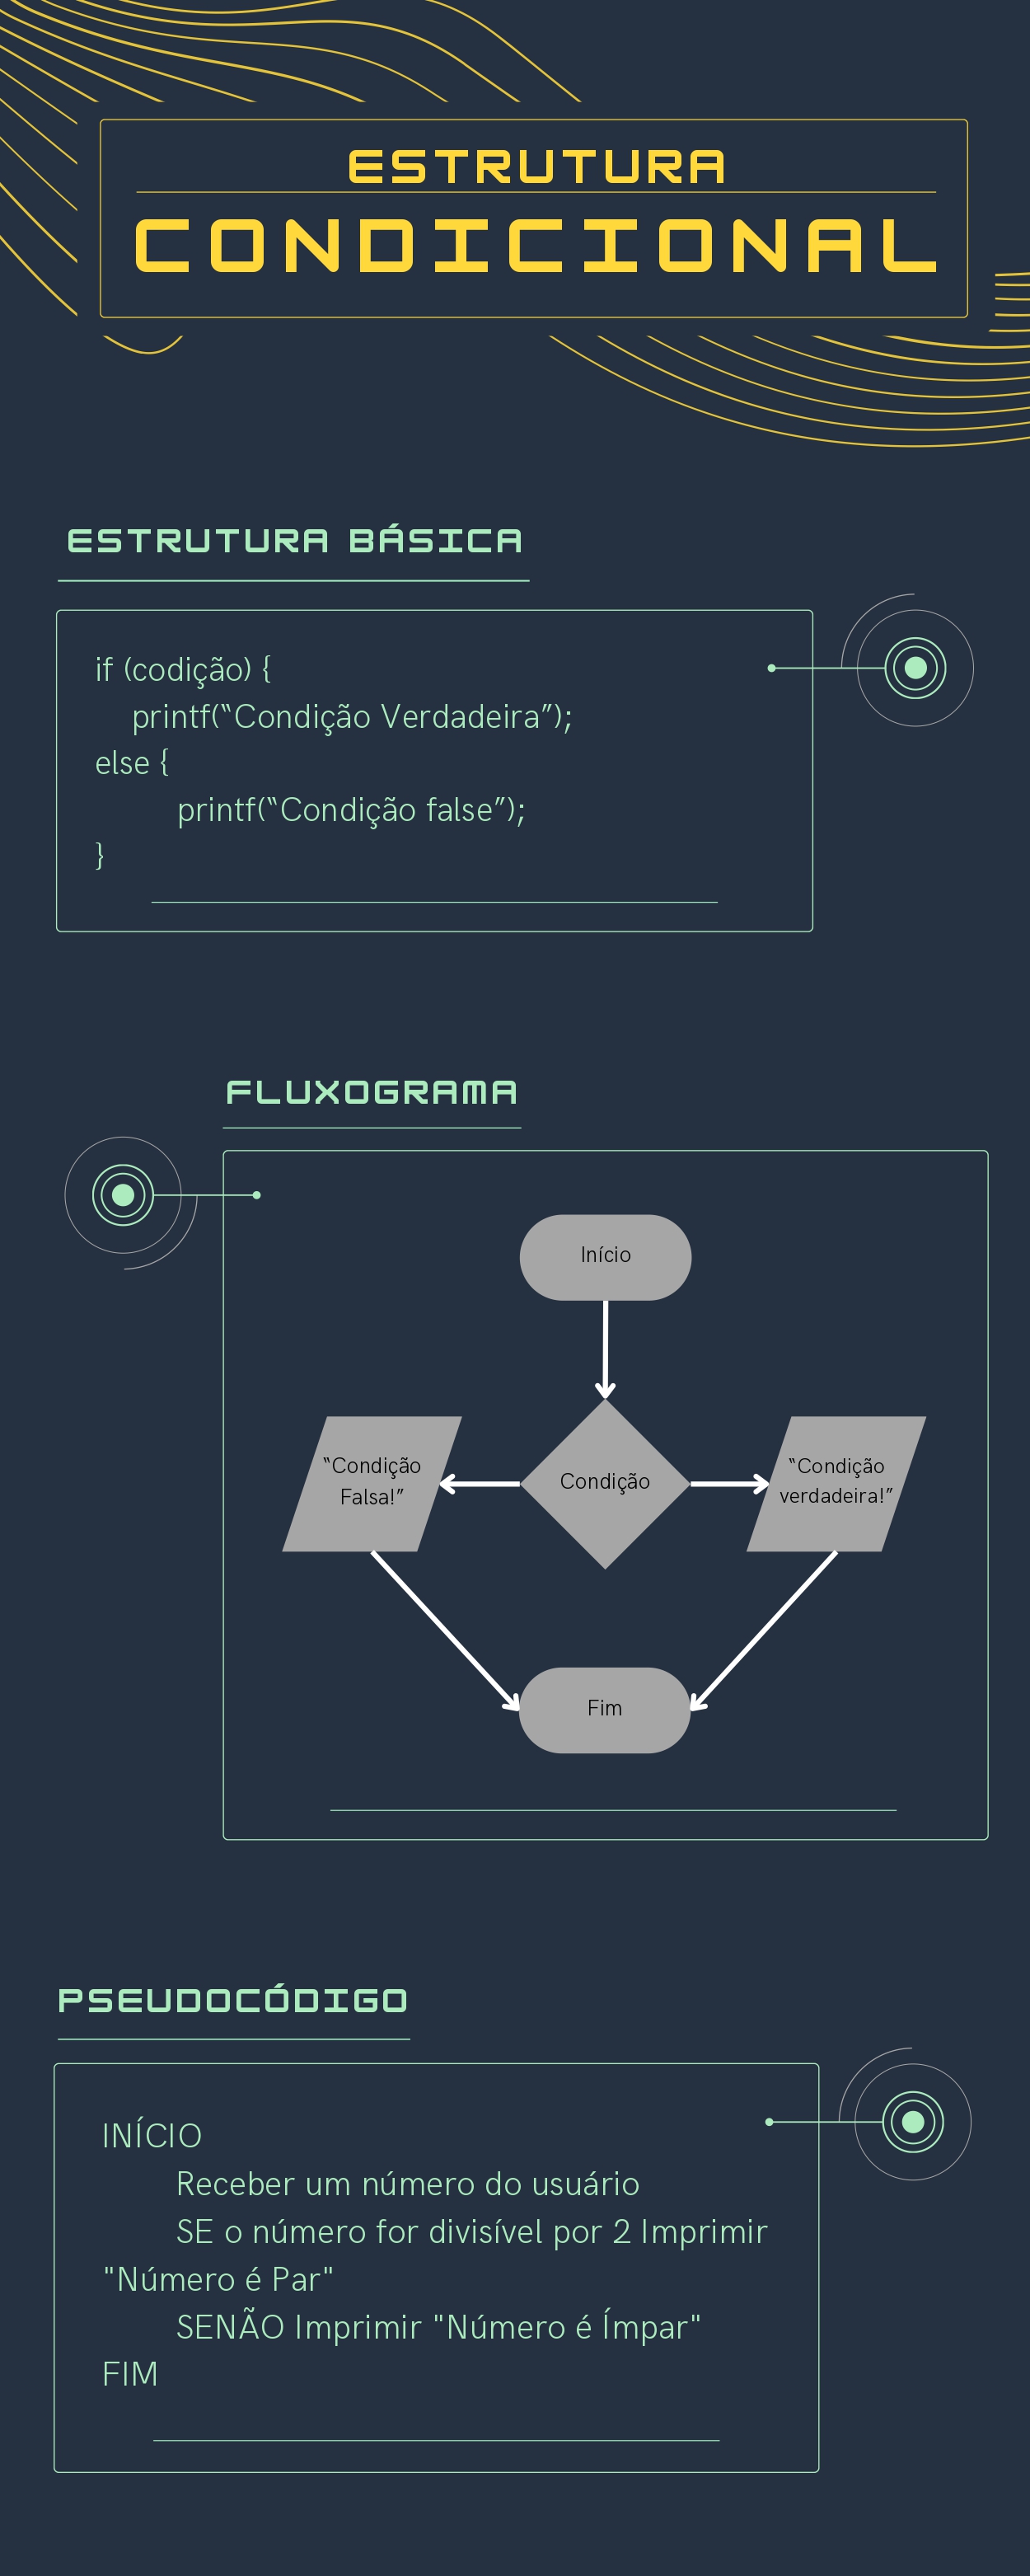 ESTRUTURA
CONDICIONAL
ESTRUTURA BÁSICA
if (codição) {
printf(“Condição Verdadeira”);
else {
printf(“Condição false”);
}
FLUXOGRAMA
Início
“Condição
Falsa!”
Condição
“Condição
verdadeira!”
Fim
PSEUDOCÓDIGO
INÍCIO
Receber um número do usuário
SE o número for divisível por 2 Imprimir
"Número é Par"
SENÃO Imprimir "Número é Ímpar"
FIM